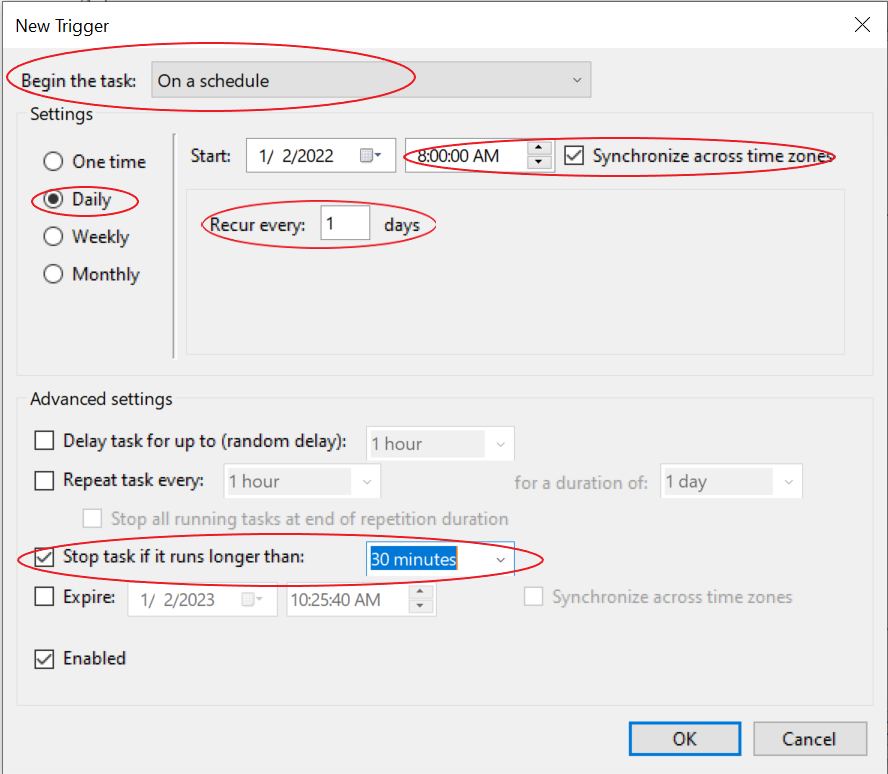 New Trigger
Begin the task: On a schedule
Settings
One time
Daily
Weekly
Monthly
Start: 1/ 2/2022 8:00:00 AM Synchronize across time zones
Recur every: 1 days
Advanced settings
Delay task for up to (random delay): 1 hour
Repeat task every: 1 hour for a duration of: 1 day
Stop all running tasks at end of repetition duration
Stop task if it runs longer than: 30 minutes
Expire: 1/ 2/2023 10:25:40 AM Synchronize across time zones
Enabled
OK Cancel